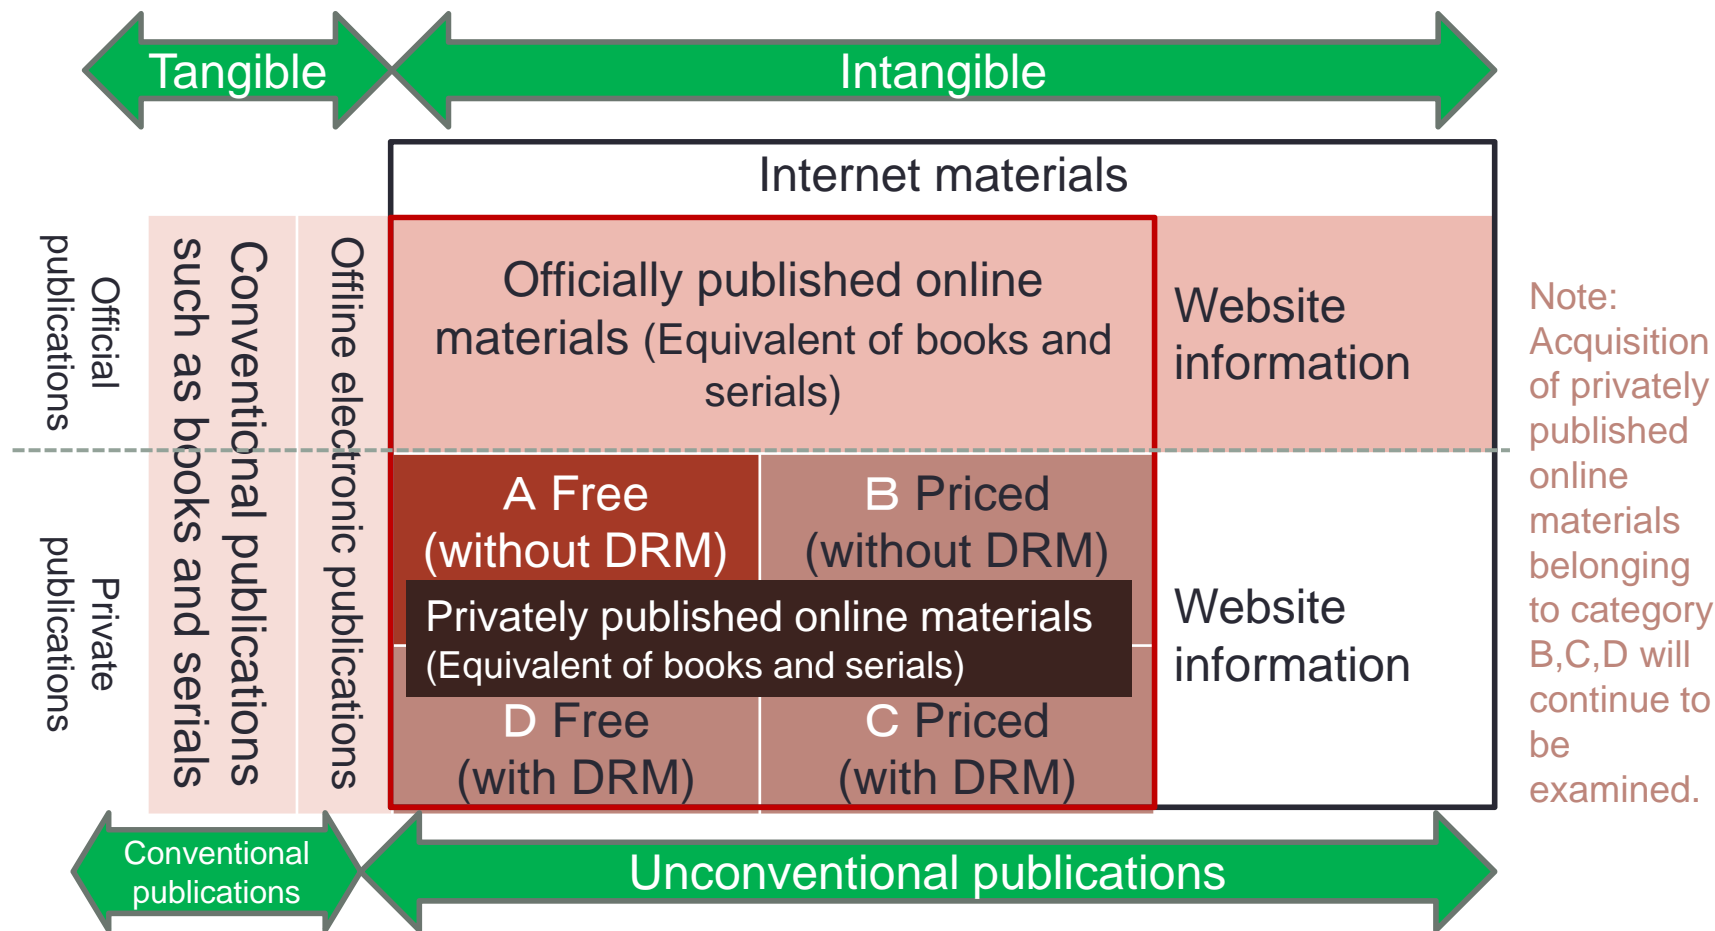 Tangible
Intangible
Internet materials
Official
publications
Private
publications
Conventional publications
such as books and serials
Offline electronic publications
Officially published online
materials (Equivalent of books and
serials)
Website
information
A Free
(without DRM)
B Priced
(without DRM)
Privately published online materials
(Equivalent of books and serials)
D Free
(with DRM)
C Priced
(with DRM)
Website
information
Note:
Acquisition
of privately
published
online
materials
belonging
to category
B,C,D will
continue to
be
examined.
Conventional
publications
Unconventional publications